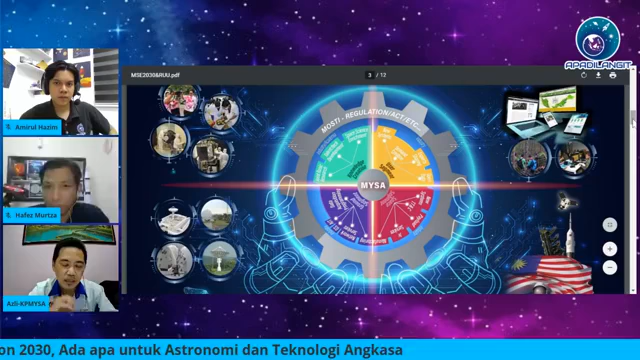 APADILANGIT
MSE2030&RUU.pdf
3 / 12
MOSTI - REGULATION/ACT/ETC...
MYSA
Amirul Hazim
Hafez Murtza
Azli-KPMYSA
on 2030, Ada apa untuk Astronomi dan Teknologi Angkasa